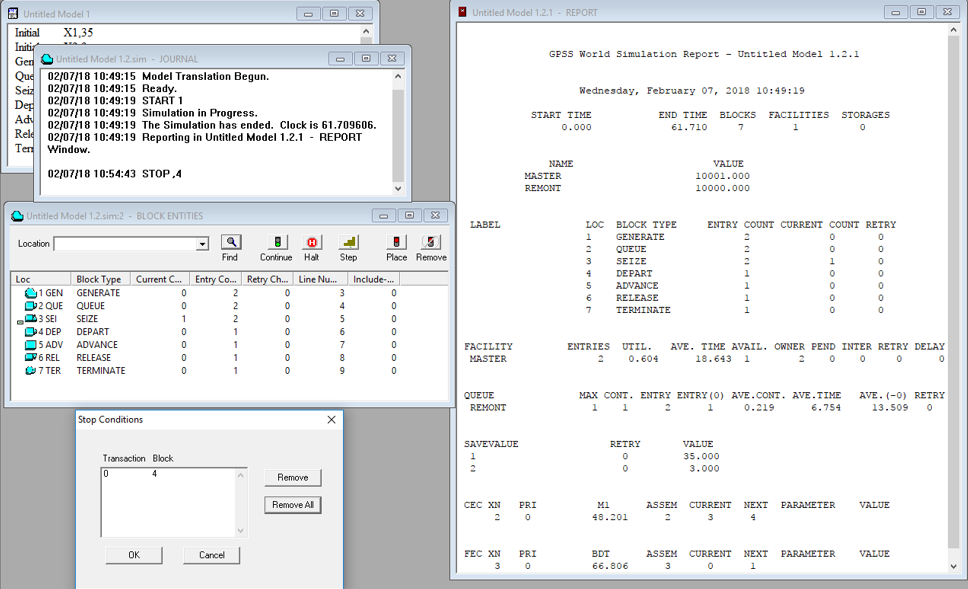 Untitled Model 1
Initial X1,35
Initi
Gen
Que
Seiz
Dep
Adv
Rele
Tern
Untitled Model 1.2.sim - JOURNAL
02/07/18 10:49:15 Model Translation Begun.
02/07/18 10:49:15 Ready.
02/07/18 10:49:19 START 1
02/07/18 10:49:19 Simulation in Progress.
02/07/18 10:49:19 The Simulation has ended. Clock is 61.709606.
02/07/18 10:49:19 Reporting in Untitled Model 1.2.1 - REPORT
Window.
02/07/18 10:54:43 STOP ,4
Untitled Model 1.2.sim:2 - BLOCK ENTITIES
Location
Find Continue Halt Step Place Remove
Loc Block Type Current C... Entry Co... Retry Ch... Line Nu... Include-...
1 GEN GENERATE 0 2 0 3 0
2 QUE QUEUE 0 2 0 4 0
3 SEI SEIZE 1 2 0 5 0
4 DEP DEPART 0 1 0 6 0
5 ADV ADVANCE 0 1 0 7 0
6 REL RELEASE 0 1 0 8 0
7 TER TERMINATE 0 1 0 9 0
Stop Conditions
Transaction Block
0 4
Remove
Remove All
OK Cancel
Untitled Model 1.2.1 - REPORT
GPSS World Simulation Report - Untitled Model 1.2.1
Wednesday, February 07, 2018 10:49:19
START TIME END TIME BLOCKS FACILITIES STORAGES
0.000 61.710 7 1 0
NAME VALUE
MASTER 10001.000
REMONT 10000.000
LABEL LOC BLOCK TYPE ENTRY COUNT CURRENT COUNT RETRY
1 GENERATE 2 0 0
2 QUEUE 2 0 0
3 SEIZE 2 1 0
4 DEPART 1 0 0
5 ADVANCE 1 0 0
6 RELEASE 1 0 0
7 TERMINATE 1 0 0
FACILITY ENTRIES UTIL. AVE. TIME AVAIL. OWNER PEND INTER RETRY DELAY
MASTER 2 0.604 18.643 1 2 0 0 0 0
QUEUE MAX CONT. ENTRY ENTRY(0) AVE.CONT. AVE.TIME AVE.(-0) RETRY
REMONT 1 1 2 1 0.219 6.754 13.509 0
SAVEVALUE RETRY VALUE
1 0 35.000
2 0 3.000
CEC XN PRI M1 ASSEM CURRENT NEXT PARAMETER VALUE
2 0 48.201 2 3 4
FEC XN PRI BDT ASSEM CURRENT NEXT PARAMETER VALUE
3 0 66.806 3 0 1